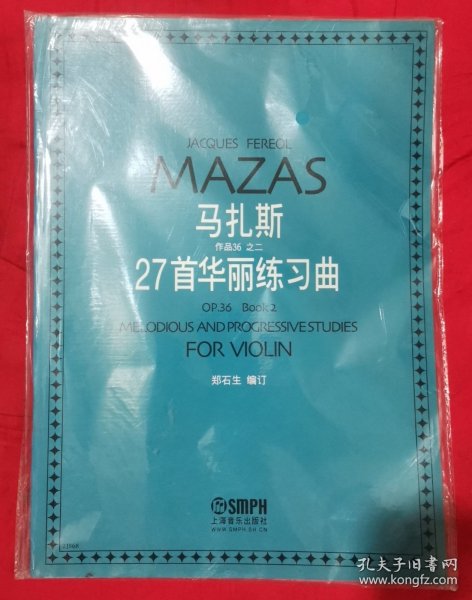 JACQUES FEREOL
MAZAS
马扎斯
作品36 之二
27首华丽练习曲
OP.36 Book 2
MELODIOUS AND PROGRESSIVE STUDIES
FOR VIOLIN
郑石生 编订
SMPH
上海音乐出版社
WWW.SMPH.SH.CN
孔夫子旧书网
www.kongfz.com